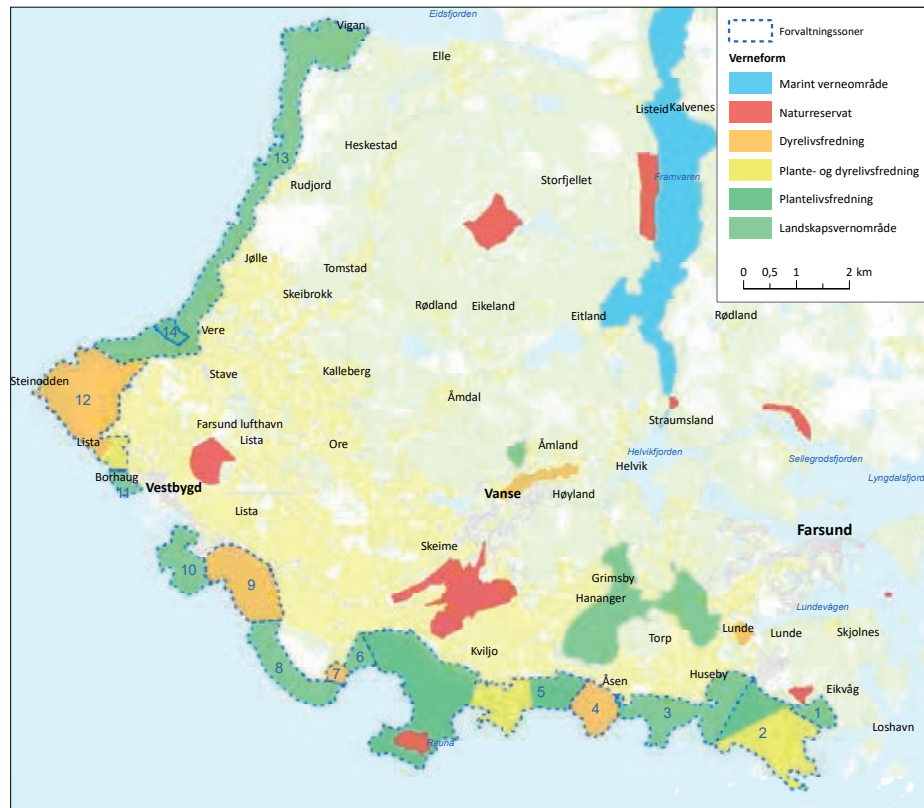 Eidsfjorden
Vigan
Elle
Forvaltningssoner
Verneform
Marint verneområde
Naturreservat
Dyrelivsfredning
Plante- og dyrelivsfredning
Plantelivsfredning
Landskapsvernområde
0 0,5 1 2 km
Listeid
Kalvenes
Heskestad
13
Rudjord
Storfjellet
Framvaren
Jølle
Tomstad
Skeibrokk
Rødland
Eikeland
Eitland
Rødland
14
Vere
Steinodden
Stave
Kalleberg
12
Åmdal
Farsund lufthavn
Straumsland
Lista
Lista
Ore
Åmland
Helvikfjorden
Sellegrodsfjorden
Helvik
Borhaug
Vestbygd
11
Vanse
Høyland
Lyngdalsfjord
Lista
Farsund
Skeime
10
9
Grimsby
Hananger
Lundevågen
Torp
Lunde
Lunde
Skjolnes
Kviljo
6
8
7
Åsen
Huseby
5
4
3
Eikvåg
1
2
Loshavn
Rauna